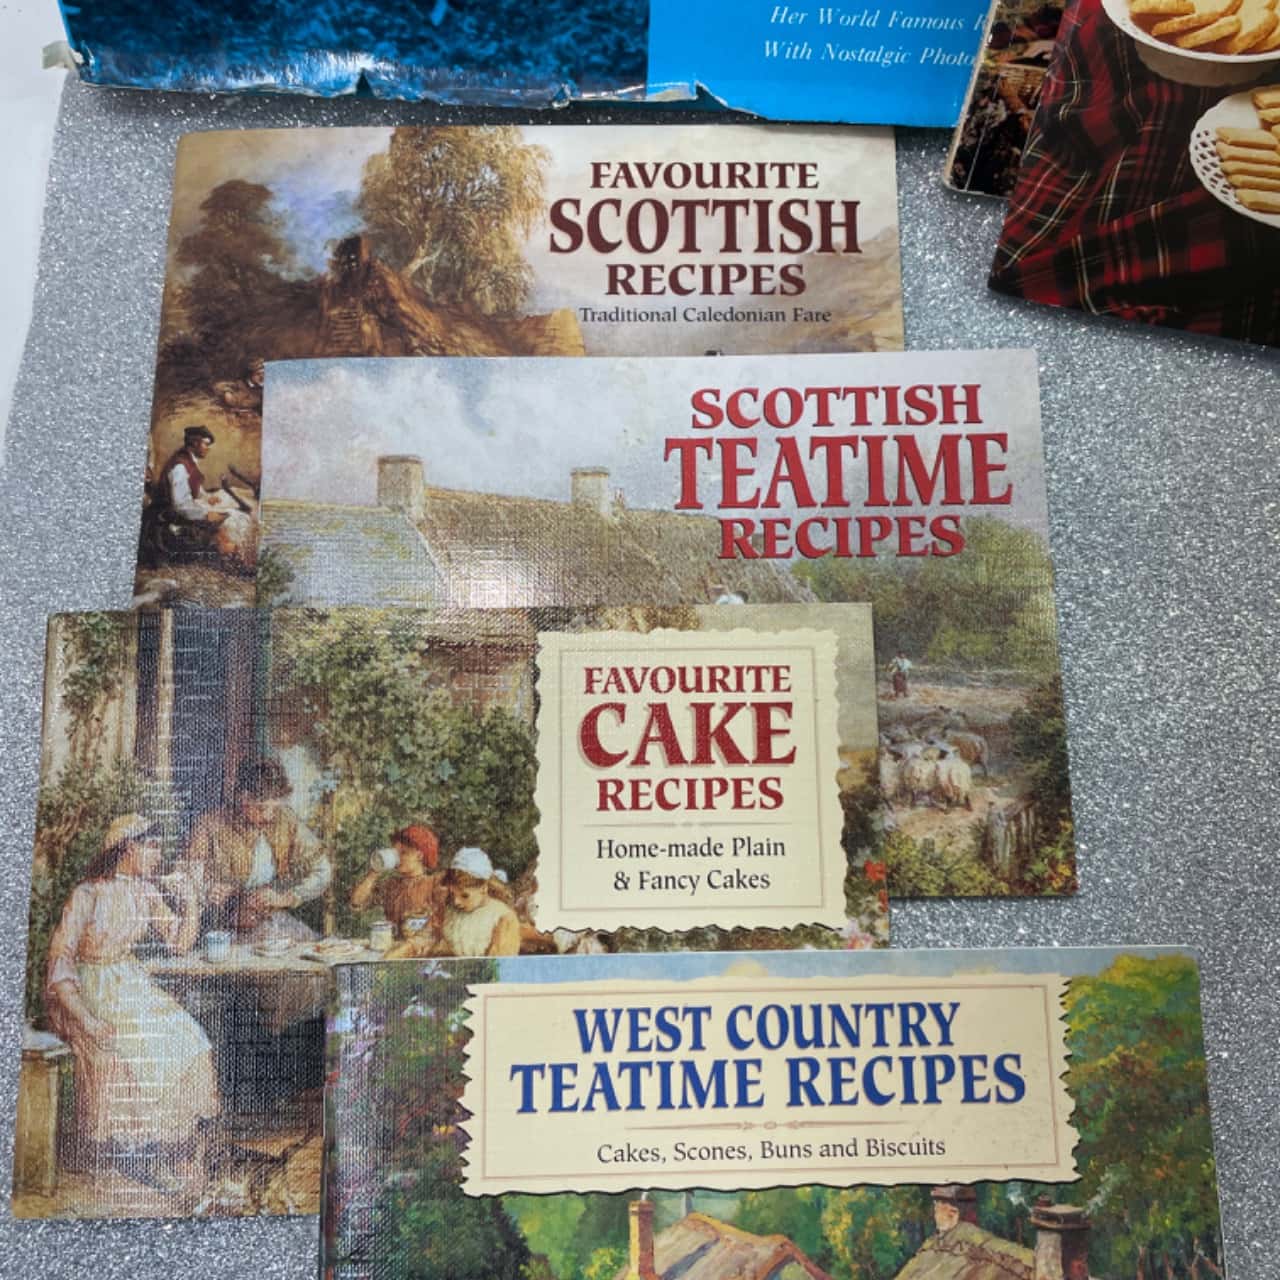 Her World Famous
With Nostalgic Photo
FAVOURITE
SCOTTISH
RECIPES
Traditional Caledonian Fare
SCOTTISH
TEATIME
RECIPES
FAVOURITE
CAKE
RECIPES
Home-made Plain
& Fancy Cakes
WEST COUNTRY
TEATIME RECIPES
Cakes, Scones, Buns and Biscuits